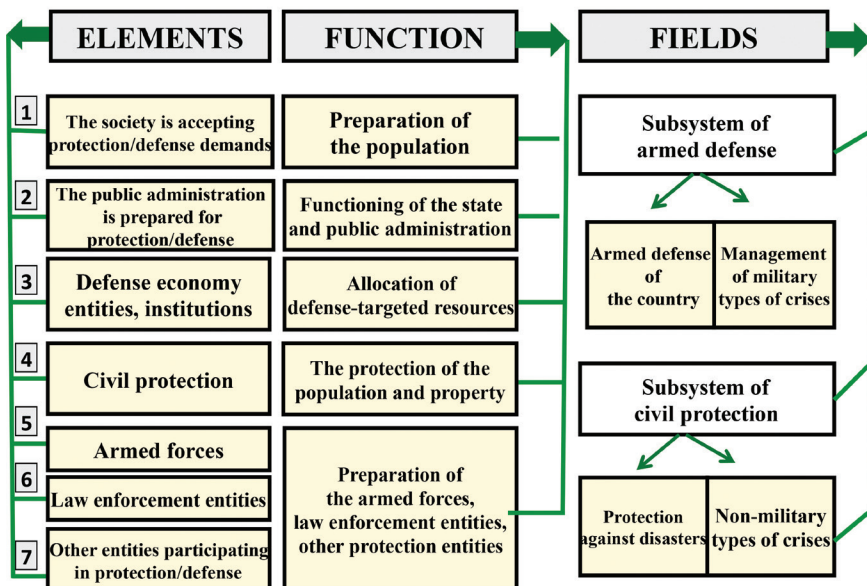 ELEMENTS
FUNCTION
FIELDS
1
The society is accepting
protection/defense demands
Preparation of
the population
2
The public administration
is prepared for
protection/defense
Functioning of the state
and public administration
3
Defense economy
entities, institutions
Allocation of
defense-targeted resources
4
Civil protection
The protection of the
population and property
5
Armed forces
6
Law enforcement entities
7
Other entities participating
in protection/defense
Preparation of
the armed forces,
law enforcement entities,
other protection entities
Subsystem of
armed defense
Armed defense
of
the country
Management
of military
types of crises
Subsystem of
civil protection
Protection
against disasters
Non-military
types of crises